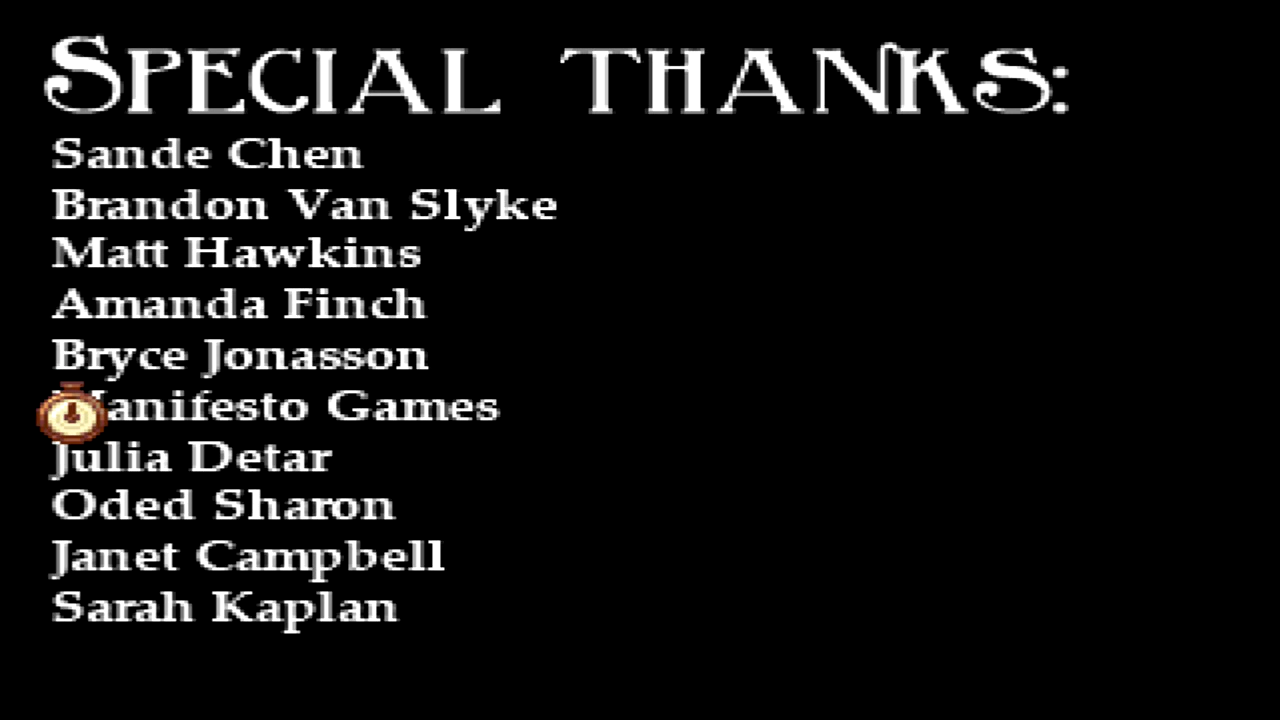 Special thanks:
Sande Chen
Brandon Van Slyke
Matt Hawkins
Amanda Finch
Bryce Jonasson
Manifesto Games
Julia Detar
Oded Sharon
Janet Campbell
Sarah Kaplan